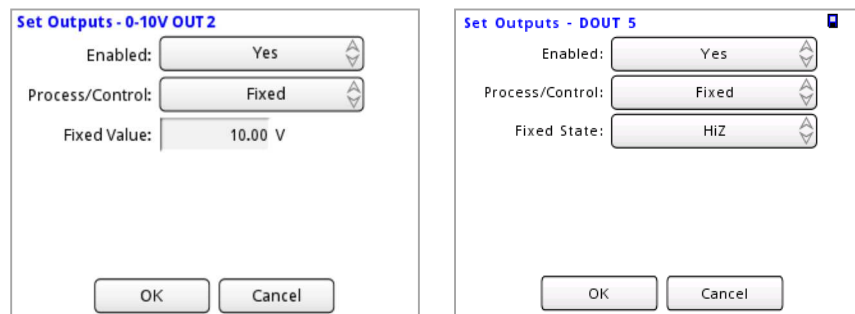 Set Outputs - 0-10V OUT 2
Enabled: Yes
Process/Control: Fixed
Fixed Value: 10.00 V
OK Cancel
Set Outputs - DOUT 5
Enabled: Yes
Process/Control: Fixed
Fixed State: HiZ
OK Cancel